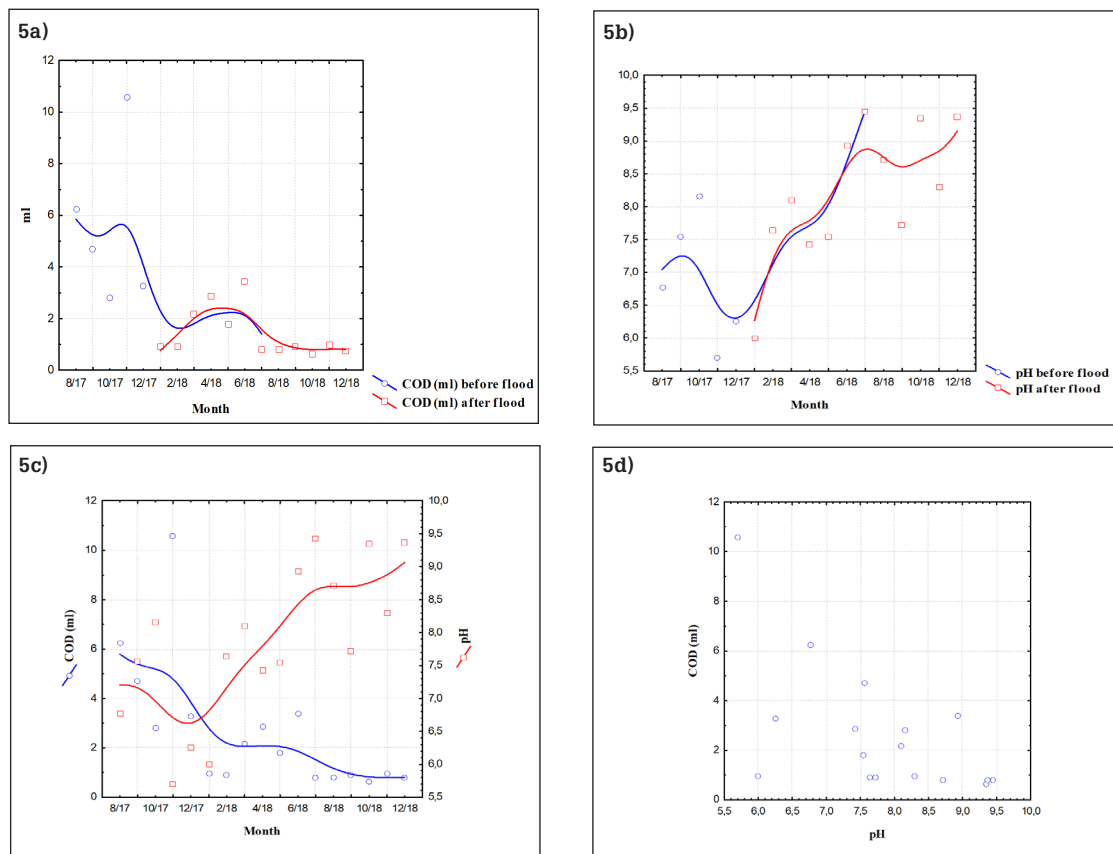 5a)
12
10
8
6
4
2
0
ml
8/17 10/17 12/17 2/18 4/18 6/18 8/18 10/18 12/18
Month
COD (ml) before flood
COD (ml) after flood
5b)
10,0
9,5
9,0
8,5
8,0
7,5
7,0
6,5
6,0
5,5
pH
8/17 10/17 12/17 2/18 4/18 6/18 8/18 10/18 12/18
Month
pH before flood
pH after flood
5c)
12
10
8
6
4
2
0
COD (ml)
10,0
9,5
9,0
8,5
8,0
7,5
7,0
6,5
6,0
5,5
pH
8/17 10/17 12/17 2/18 4/18 6/18 8/18 10/18 12/18
Month
5d)
12
10
8
6
4
2
0
COD (ml)
5,5 6,0 6,5 7,0 7,5 8,0 8,5 9,0 9,5 10,0
pH